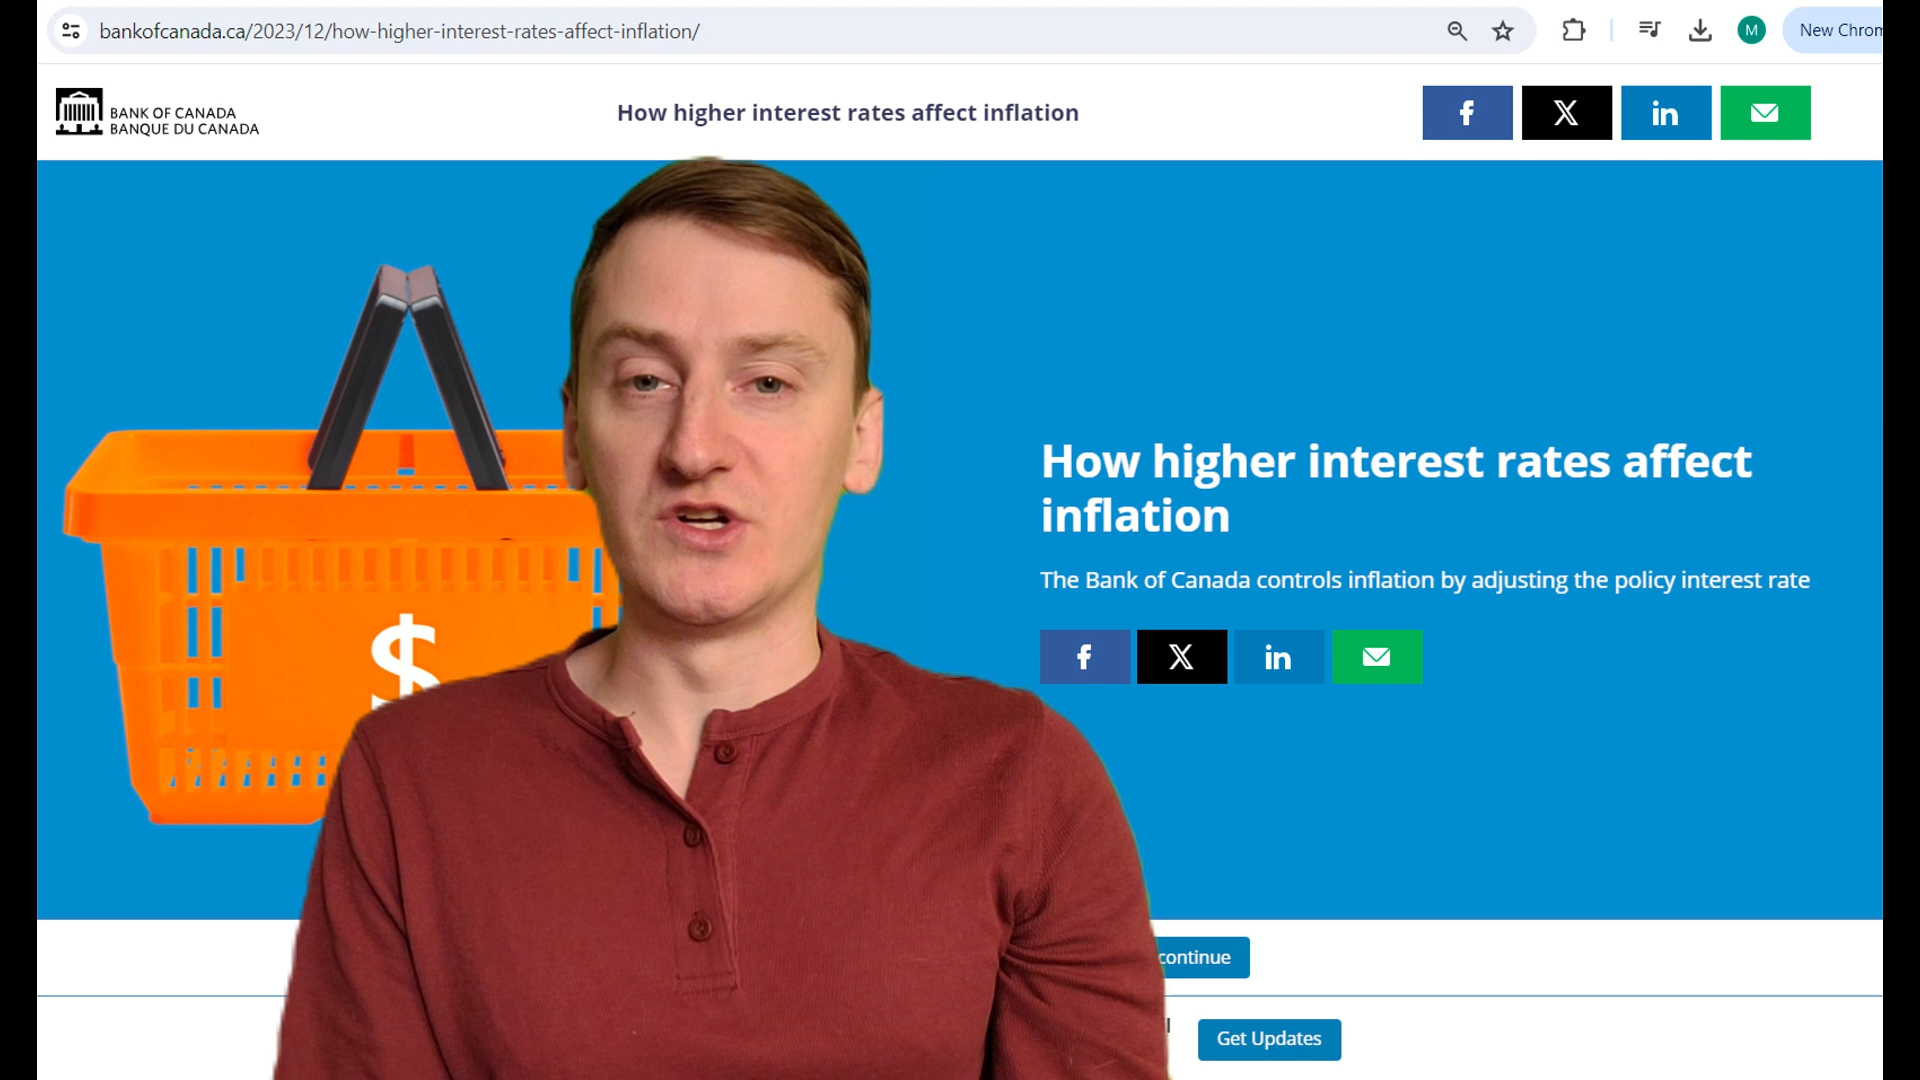 bankofcanada.ca/2023/12/how-higher-interest-rates-affect-inflation/
M
New Chrom
BANK OF CANADA
BANQUE DU CANADA
How higher interest rates affect inflation
f
X
in
$
How higher interest rates affect
inflation
The Bank of Canada controls inflation by adjusting the policy interest rate
f
X
in
continue
Get Updates